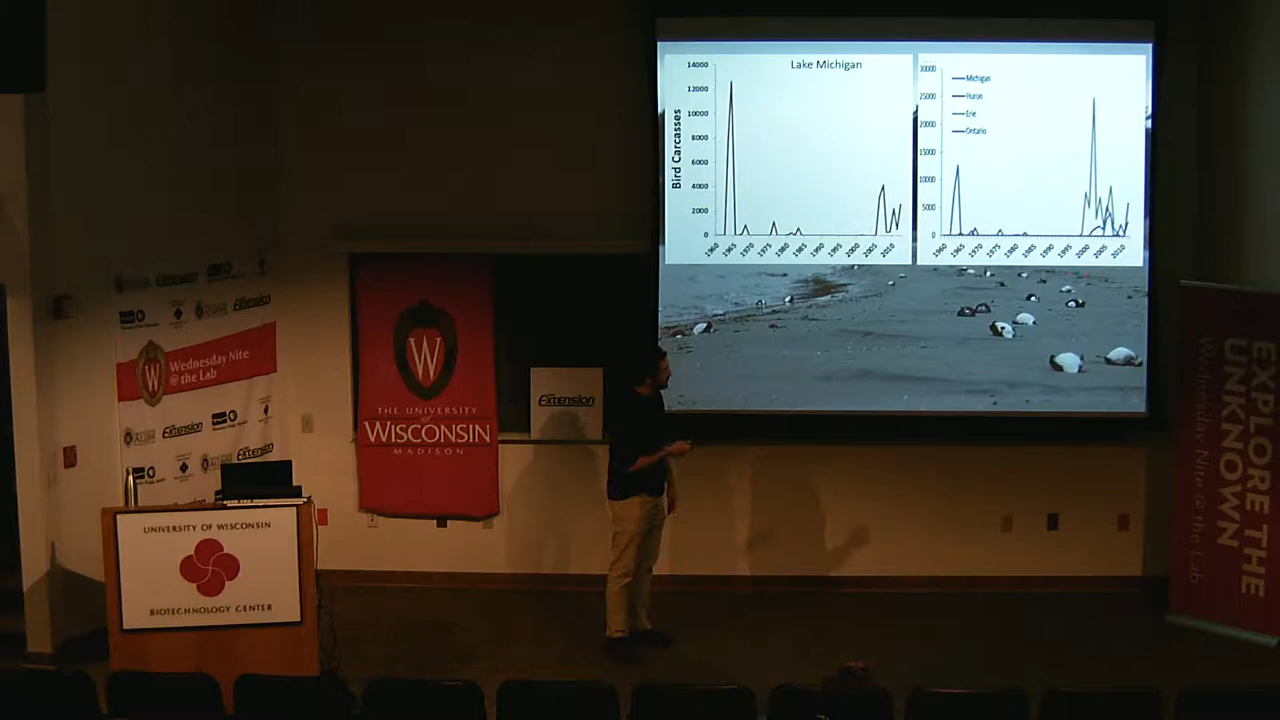 Lake Michigan
Bird Carcasses
14000
12000
10000
8000
6000
4000
2000
0
1960
1965
1970
1975
1980
1985
1990
1995
2000
2005
2010
30000
25000
20000
15000
10000
5000
0
Michigan
Huron
Erie
Ontario
1960
1965
1970
1975
1980
1985
1990
1995
2000
2005
2010
Extension
Wednesday Nite
@ the Lab
W
Extension
Extension
W
THE UNIVERSITY
of
WISCONSIN
MADISON
Extension
UNIVERSITY OF WISCONSIN
BIOTECHNOLOGY CENTER
EXPLORE THE
UNKNOWN
Wednesday Nite @ the Lab